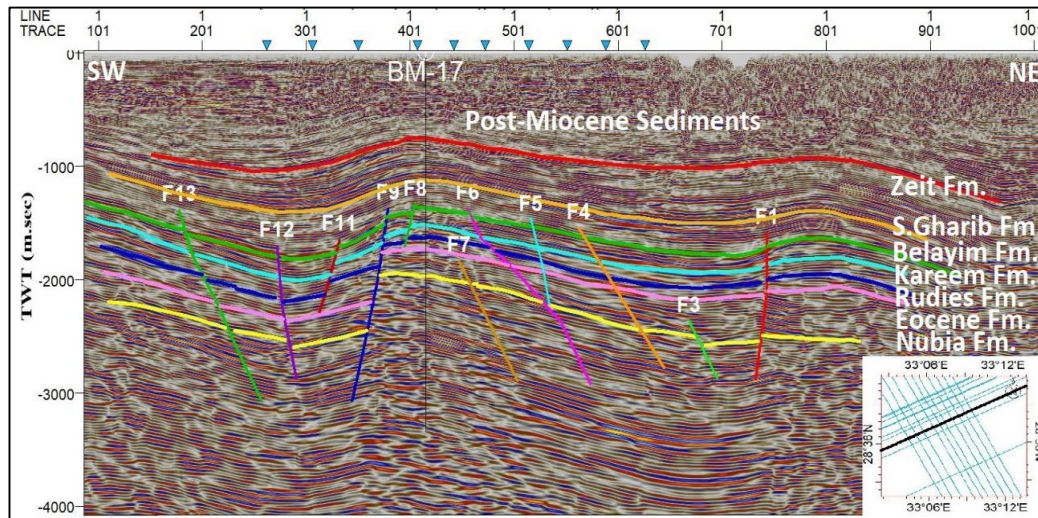 LINE 1 1 1 1 1 1 1 1 1 1
TRACE 101 201 301 401 501 601 701 801 901 1001
SW BM-17 NE
Post-Miocene Sediments
0
-1000
-2000
-3000
-4000
TWT (m.sec)
F13
F12
F11
F9
F8
F6
F7
F5
F4
F3
F1
Zeit Fm.
S.Gharib Fm
Belayim Fm.
Kareem Fm.
Rudies Fm.
Eocene Fm.
Nubia Fm.
33°06'E 33°12'E
28°36'N
33°06'E 33°12'E